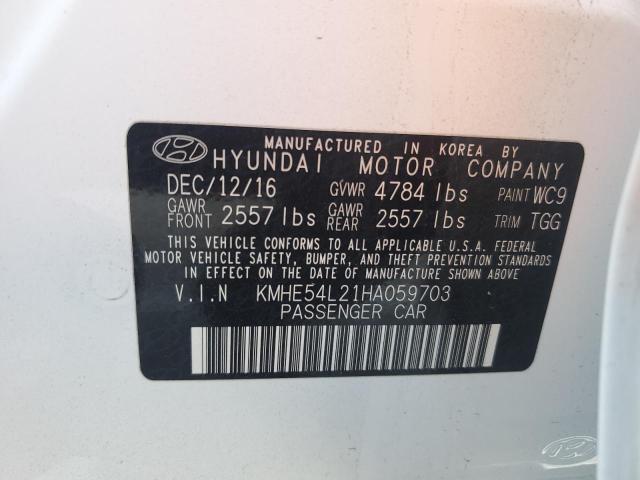 MANUFACTURED IN KOREA BY
HYUNDAI MOTOR COMPANY
DEC/12/16 GVWR 4784 lbs PAINT WC9
GAWR FRONT 2557 lbs GAWR REAR 2557 lbs TRIM TGG
THIS VEHICLE CONFORMS TO ALL APPLICABLE U.S.A. FEDERAL
MOTOR VEHICLE SAFETY, BUMPER, AND THEFT PREVENTION STANDARDS
IN EFFECT ON THE DATE OF MANUFACTURE SHOWN ABOVE.
V.I.N KMHE54L21HA059703
PASSENGER CAR